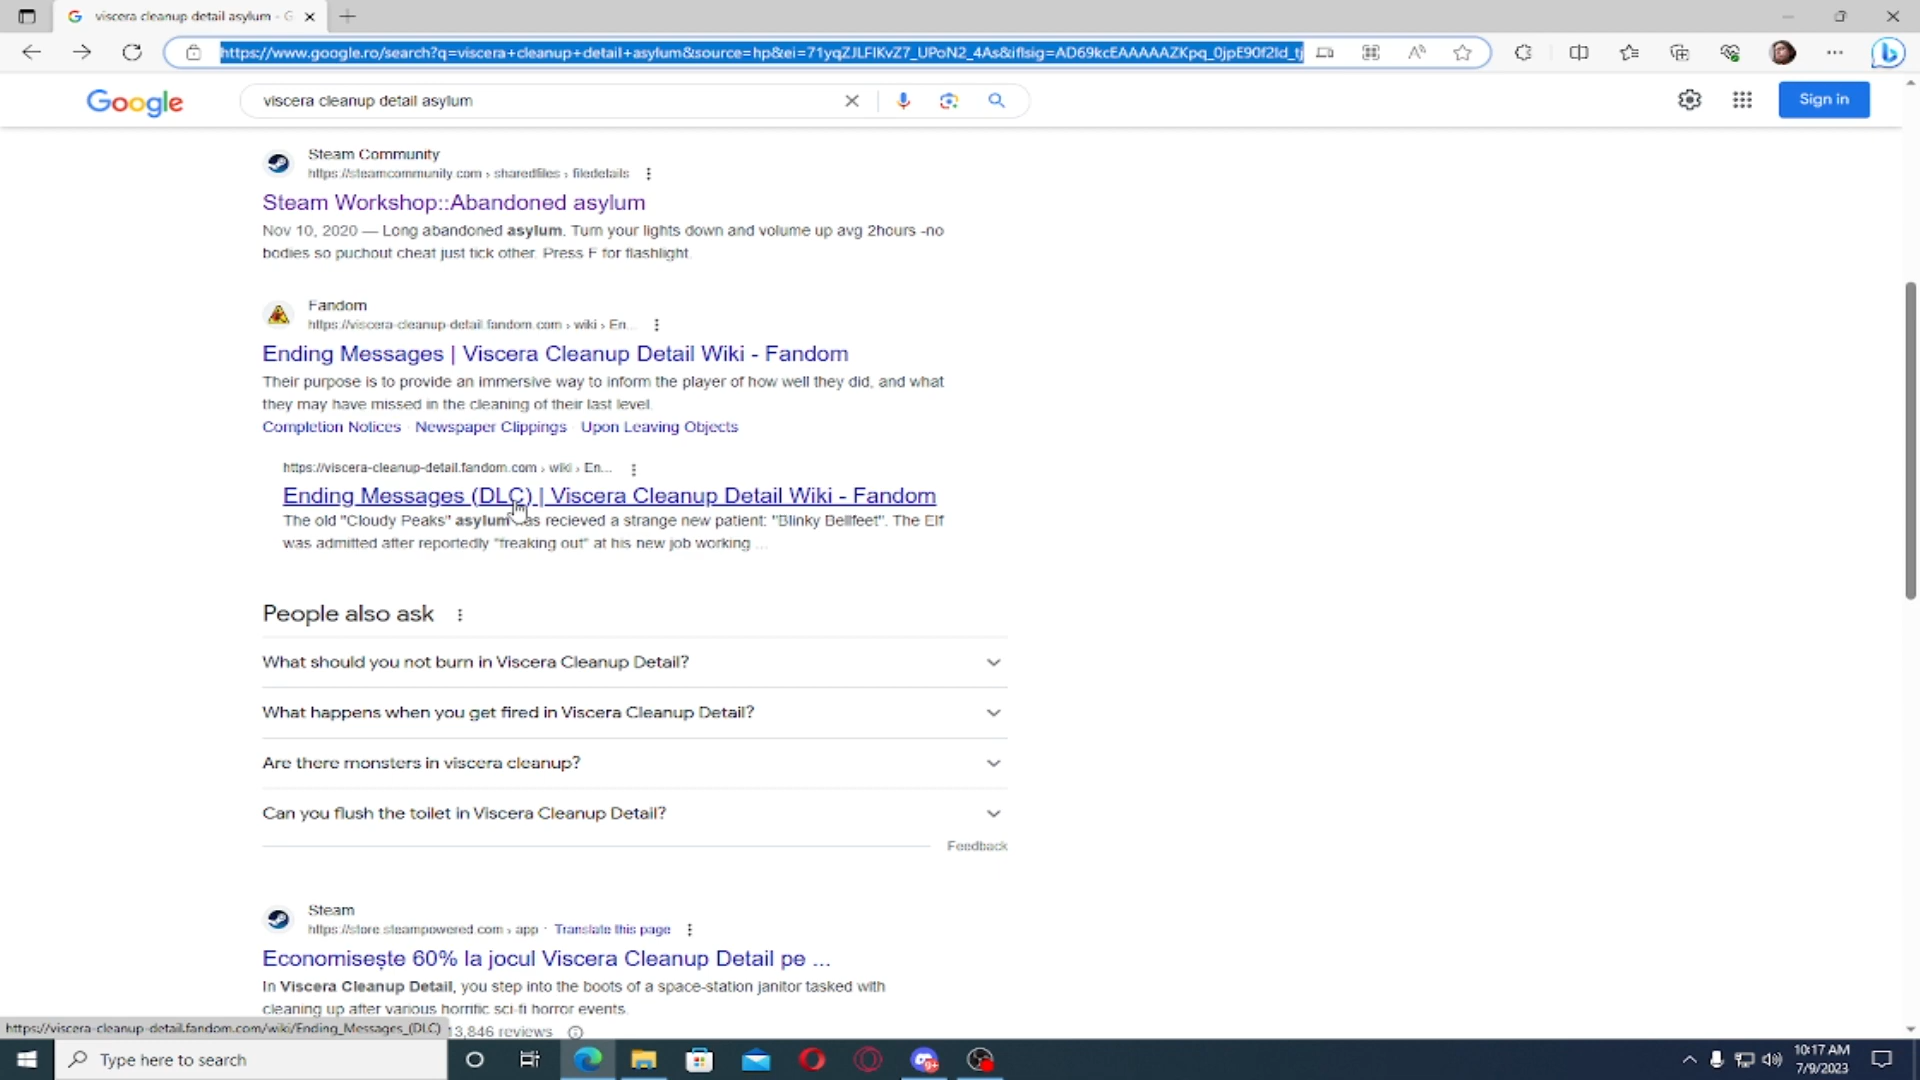 viscera cleanup detail asylum - G
https://www.google.ro/search?q=viscera+cleanup+detail+asylum&source=hp&ei=71yqZJLFIKvZ7_UPoN2_4As&iflsig=AD69kcEAAAAAZKpq_0jpE90f2Id_tj
Google
viscera cleanup detail asylum
Sign in
Steam Community
https://steamcommunity.com › sharedfiles › filedetails
Steam Workshop::Abandoned asylum
Nov 10, 2020 — Long abandoned asylum. Turn your lights down and volume up avg 2hours -no
bodies so puchout cheat just tick other. Press F for flashlight.
Fandom
https://viscera-cleanup-detail.fandom.com › wiki › En...
Ending Messages | Viscera Cleanup Detail Wiki - Fandom
Their purpose is to provide an immersive way to inform the player of how well they did, and what
they may have missed in the cleaning of their last level.
Completion Notices · Newspaper Clippings · Upon Leaving Objects
https://viscera-cleanup-detail.fandom.com › wiki › En...
Ending Messages (DLC) | Viscera Cleanup Detail Wiki - Fandom
The old "Cloudy Peaks" asylum has recieved a strange new patient: "Blinky Bellfeet". The Elf
was admitted after reportedly "freaking out" at his new job working ...
People also ask
What should you not burn in Viscera Cleanup Detail?
What happens when you get fired in Viscera Cleanup Detail?
Are there monsters in viscera cleanup?
Can you flush the toilet in Viscera Cleanup Detail?
Feedback
Steam
https://store.steampowered.com › app · Translate this page
Economisește 60% la jocul Viscera Cleanup Detail pe ...
In Viscera Cleanup Detail, you step into the boots of a space-station janitor tasked with
cleaning up after various horrific sci-fi horror events.
https://viscera-cleanup-detail.fandom.com/wiki/Ending_Messages_(DLC)
13,846 reviews
Type here to search
10:17 AM
7/9/2023